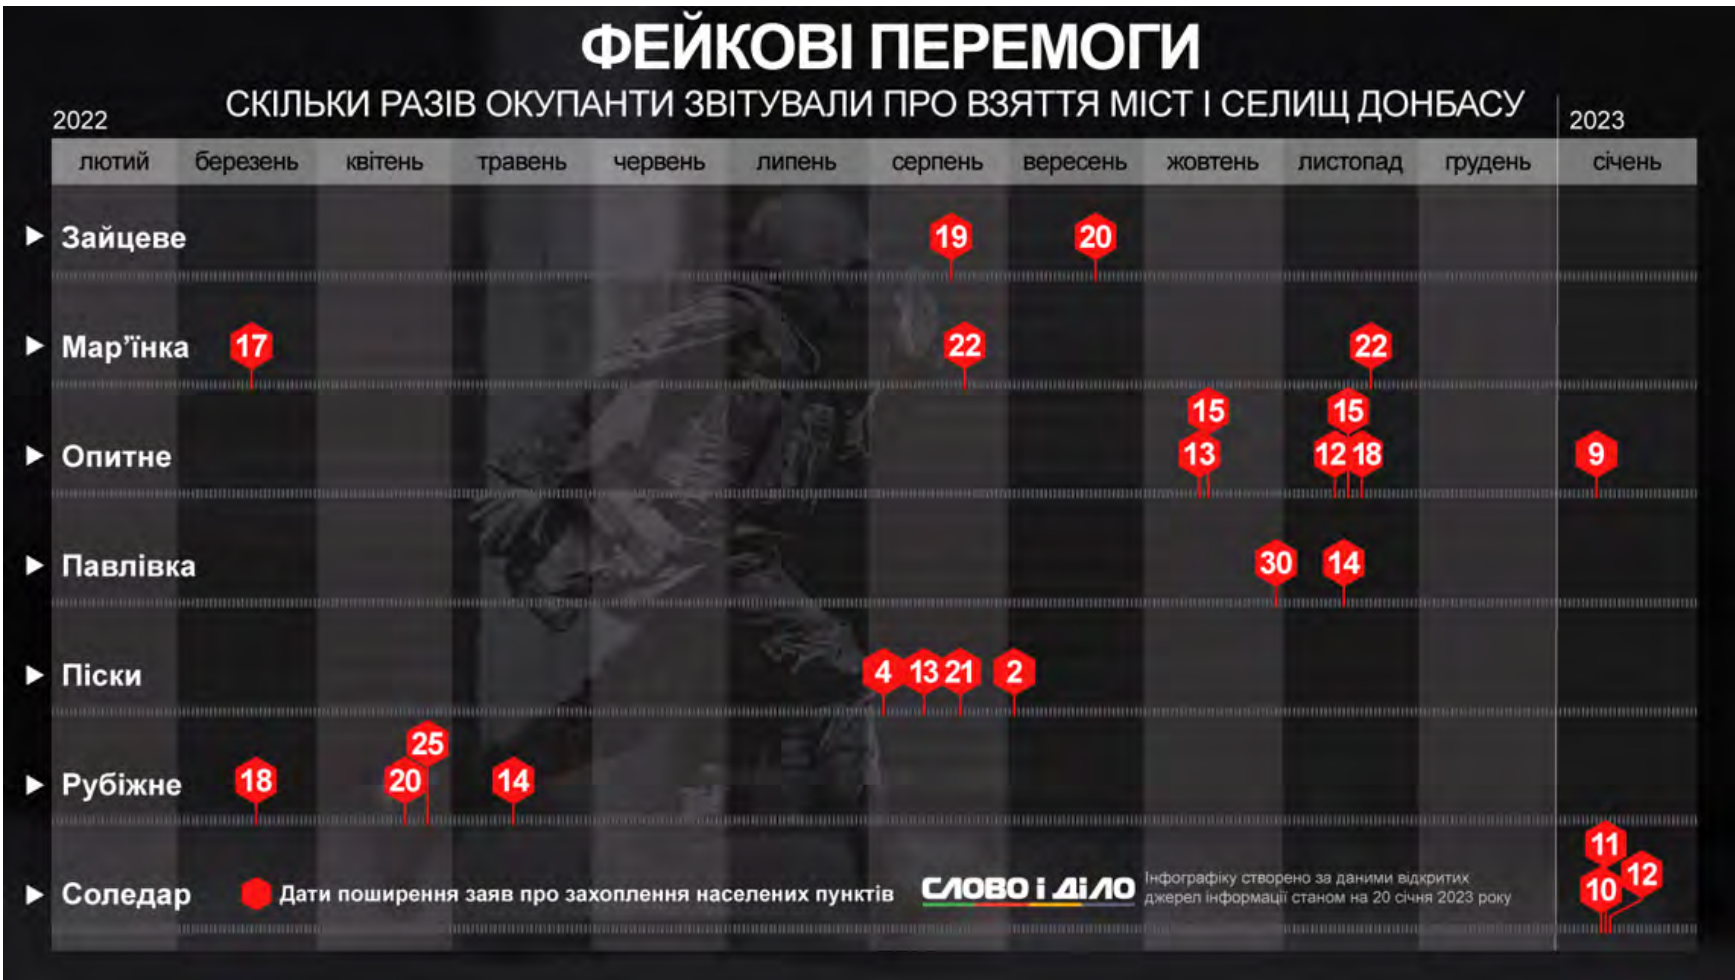 ФЕЙКОВІ ПЕРЕМОГИ
СКІЛЬКИ РАЗІВ ОКУПАНТИ ЗВІТУВАЛИ ПРО ВЗЯТТЯ МІСТ І СЕЛИЩ ДОНБАСУ
2022 2023
лютий березень квітень травень червень липень серпень вересень жовтень листопад грудень січень
Зайцеве 19 20
Мар’їнка 17 22 22
15 15
Опитне 13 12 18 9
Павлівка 30 14
Піски 4 13 21 2
25
Рубіжне 18 20 14
11
12
10
Соледар Дати поширення заяв про захоплення населених пунктів
СЛОВО і ДіЛО
Інфографіку створено за даними відкритих
джерел інформації станом на 20 січня 2023 року